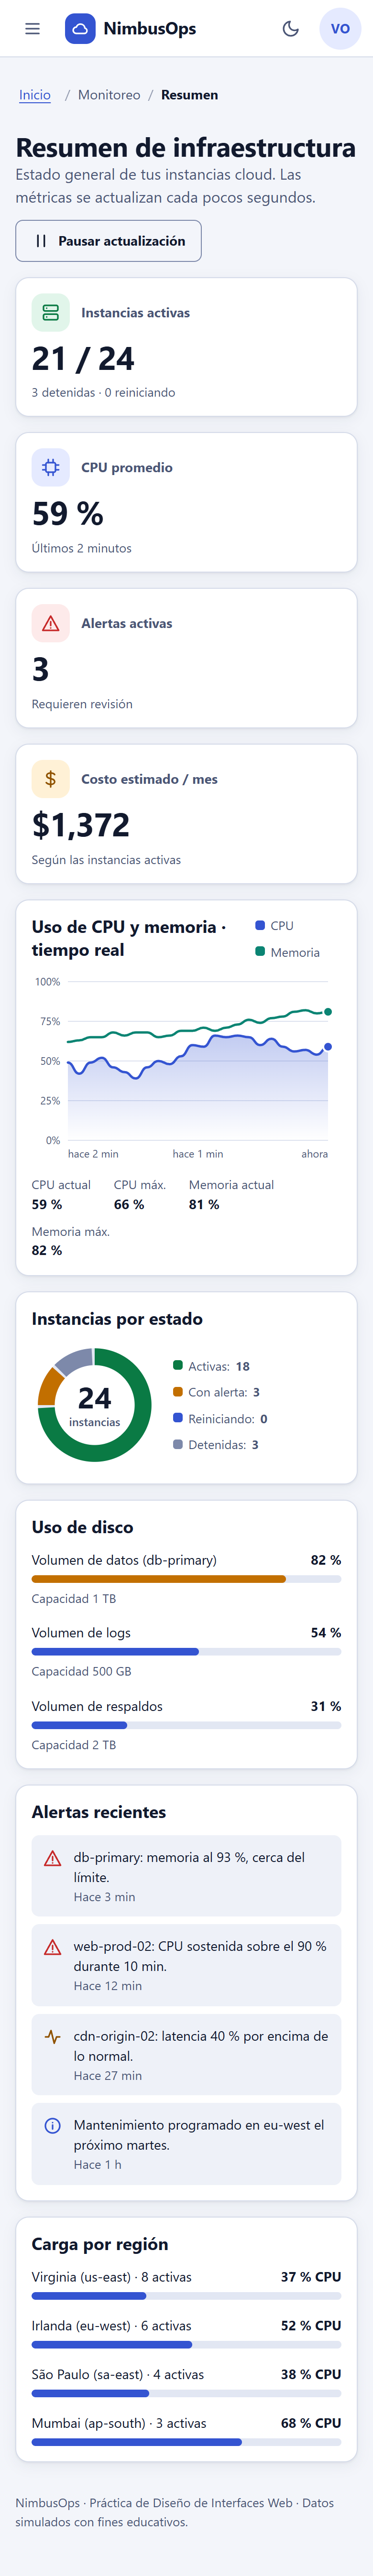 NimbusOps
VO
Inicio / Monitoreo / Resumen
Resumen de infraestructura
Estado general de tus instancias cloud. Las
métricas se actualizan cada pocos segundos.
Pausar actualización
Instancias activas
21 / 24
3 detenidas · 0 reiniciando
CPU promedio
59 %
Últimos 2 minutos
Alertas activas
3
Requieren revisión
Costo estimado / mes
$1,372
Según las instancias activas
Uso de CPU y memoria ·
tiempo real
CPU
Memoria
100%
75%
50%
25%
0%
hace 2 min hace 1 min ahora
CPU actual CPU máx. Memoria actual
59 % 66 % 81 %
Memoria máx.
82 %
Instancias por estado
24
instancias
Activas: 18
Con alerta: 3
Reiniciando: 0
Detenidas: 3
Uso de disco
Volumen de datos (db-primary) 82 %
Capacidad 1 TB
Volumen de logs 54 %
Capacidad 500 GB
Volumen de respaldos 31 %
Capacidad 2 TB
Alertas recientes
db-primary: memoria al 93 %, cerca del
límite.
Hace 3 min
web-prod-02: CPU sostenida sobre el 90 %
durante 10 min.
Hace 12 min
cdn-origin-02: latencia 40 % por encima de
lo normal.
Hace 27 min
Mantenimiento programado en eu-west el
próximo martes.
Hace 1 h
Carga por región
Virginia (us-east) · 8 activas 37 % CPU
Irlanda (eu-west) · 6 activas 52 % CPU
São Paulo (sa-east) · 4 activas 38 % CPU
Mumbai (ap-south) · 3 activas 68 % CPU
NimbusOps · Práctica de Diseño de Interfaces Web · Datos
simulados con fines educativos.